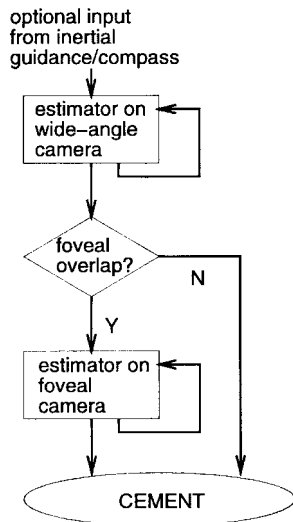 optional input
from inertial
guidance/compass
estimator on
wide-angle
camera
foveal
overlap?
N
Y
estimator on
foveal
camera
CEMENT